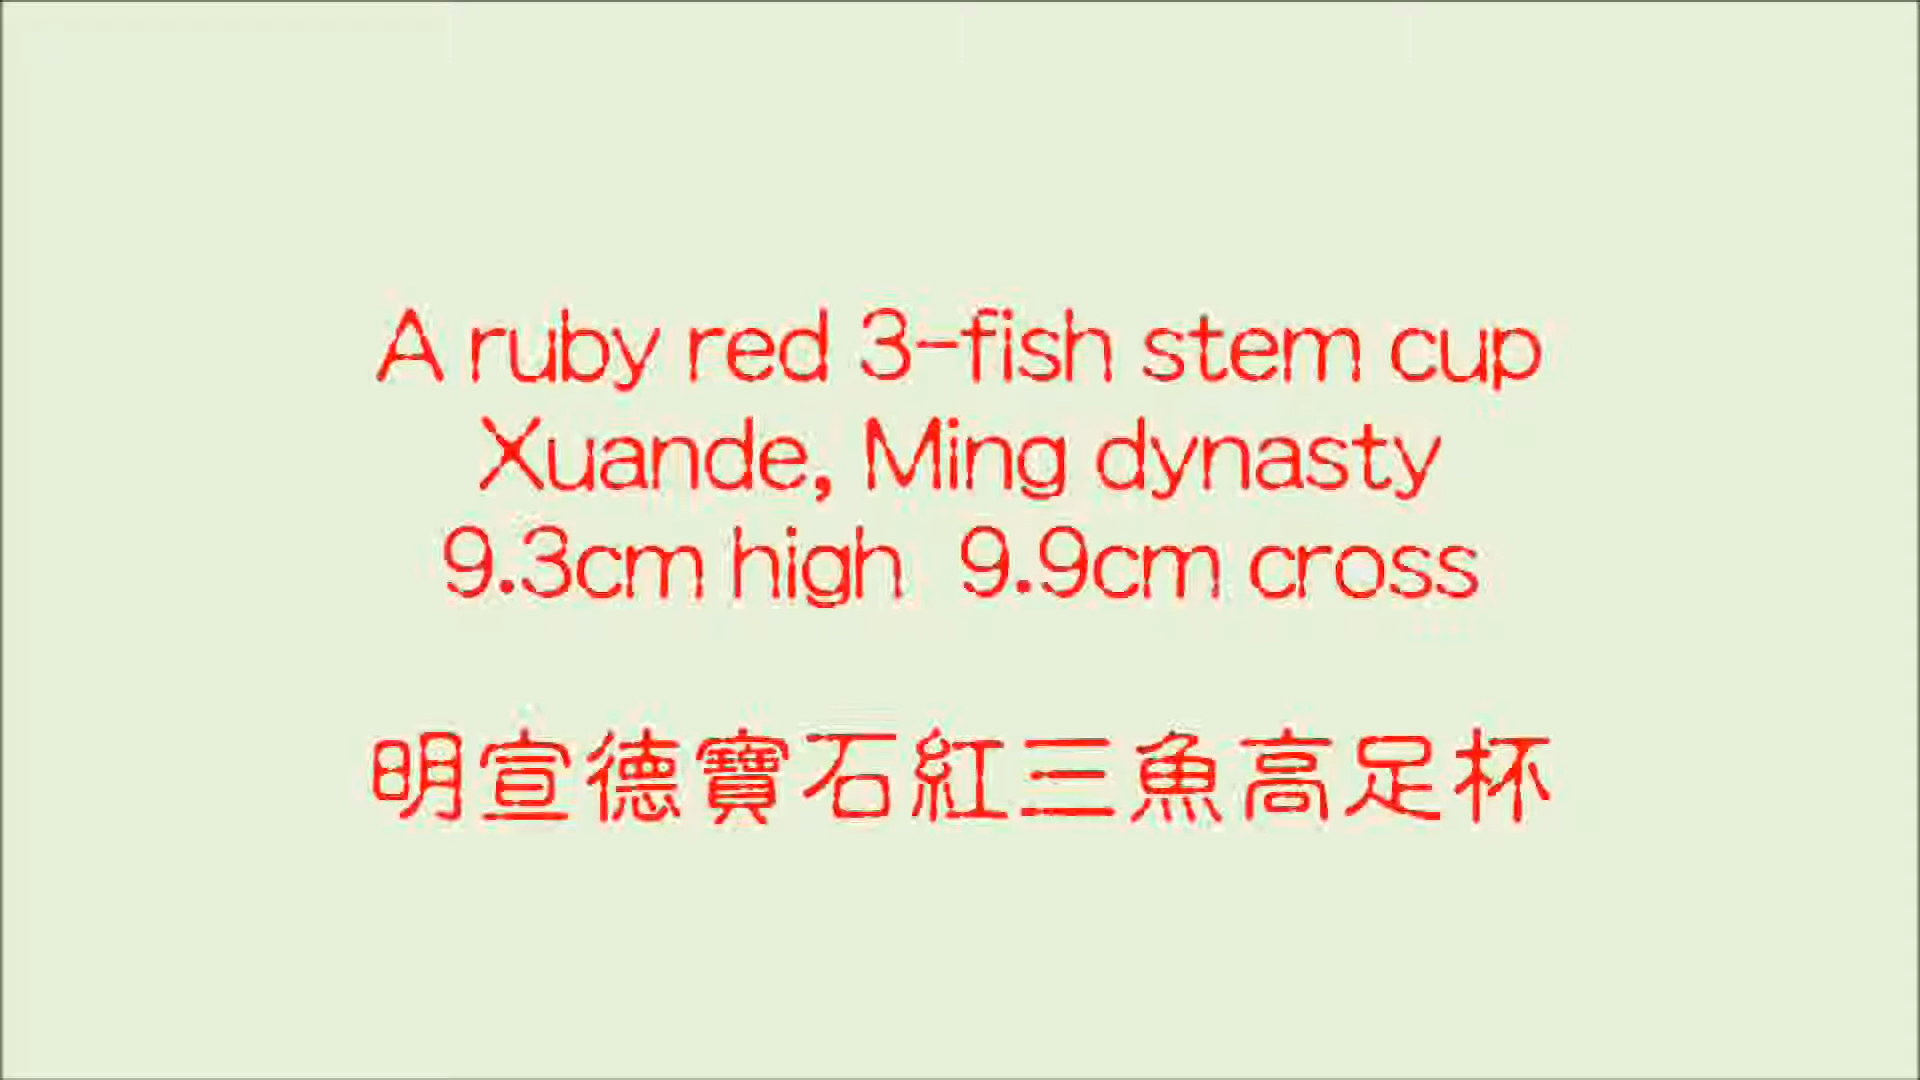 A ruby red 3-fish stem cup
Xuande, Ming dynasty
9.3cm high 9.9cm cross
明宣德寶石紅三魚高足杯